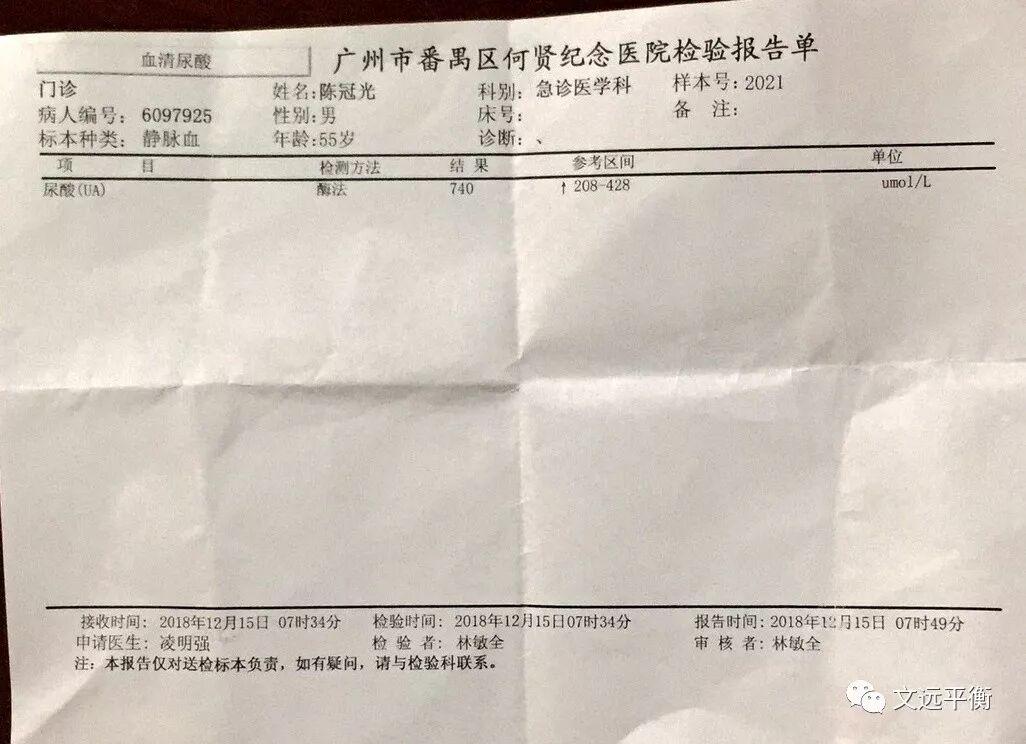 血清尿酸
广州市番禺区何贤纪念医院检验报告单
门诊 姓名:陈冠光 科别: 急诊医学科 样本号: 2021
病人编号: 6097925 性别:男 床号: 备 注:
标本种类: 静脉血 年龄:55岁 诊断: 、
项 目 检测方法 结 果 参考区间 单位
尿酸(UA) 酶法 740 ↑ 208-428 umol/L
接收时间: 2018年12月15日 07时34分 检验时间: 2018年12月15日07时34分 报告时间: 2018年12月15日 07时49分
申请医生: 凌明强 检 验 者: 林敏全 审 核 者: 林敏全
注: 本报告仅对送检标本负责, 如有疑问, 请与检验科联系。
文远平衡